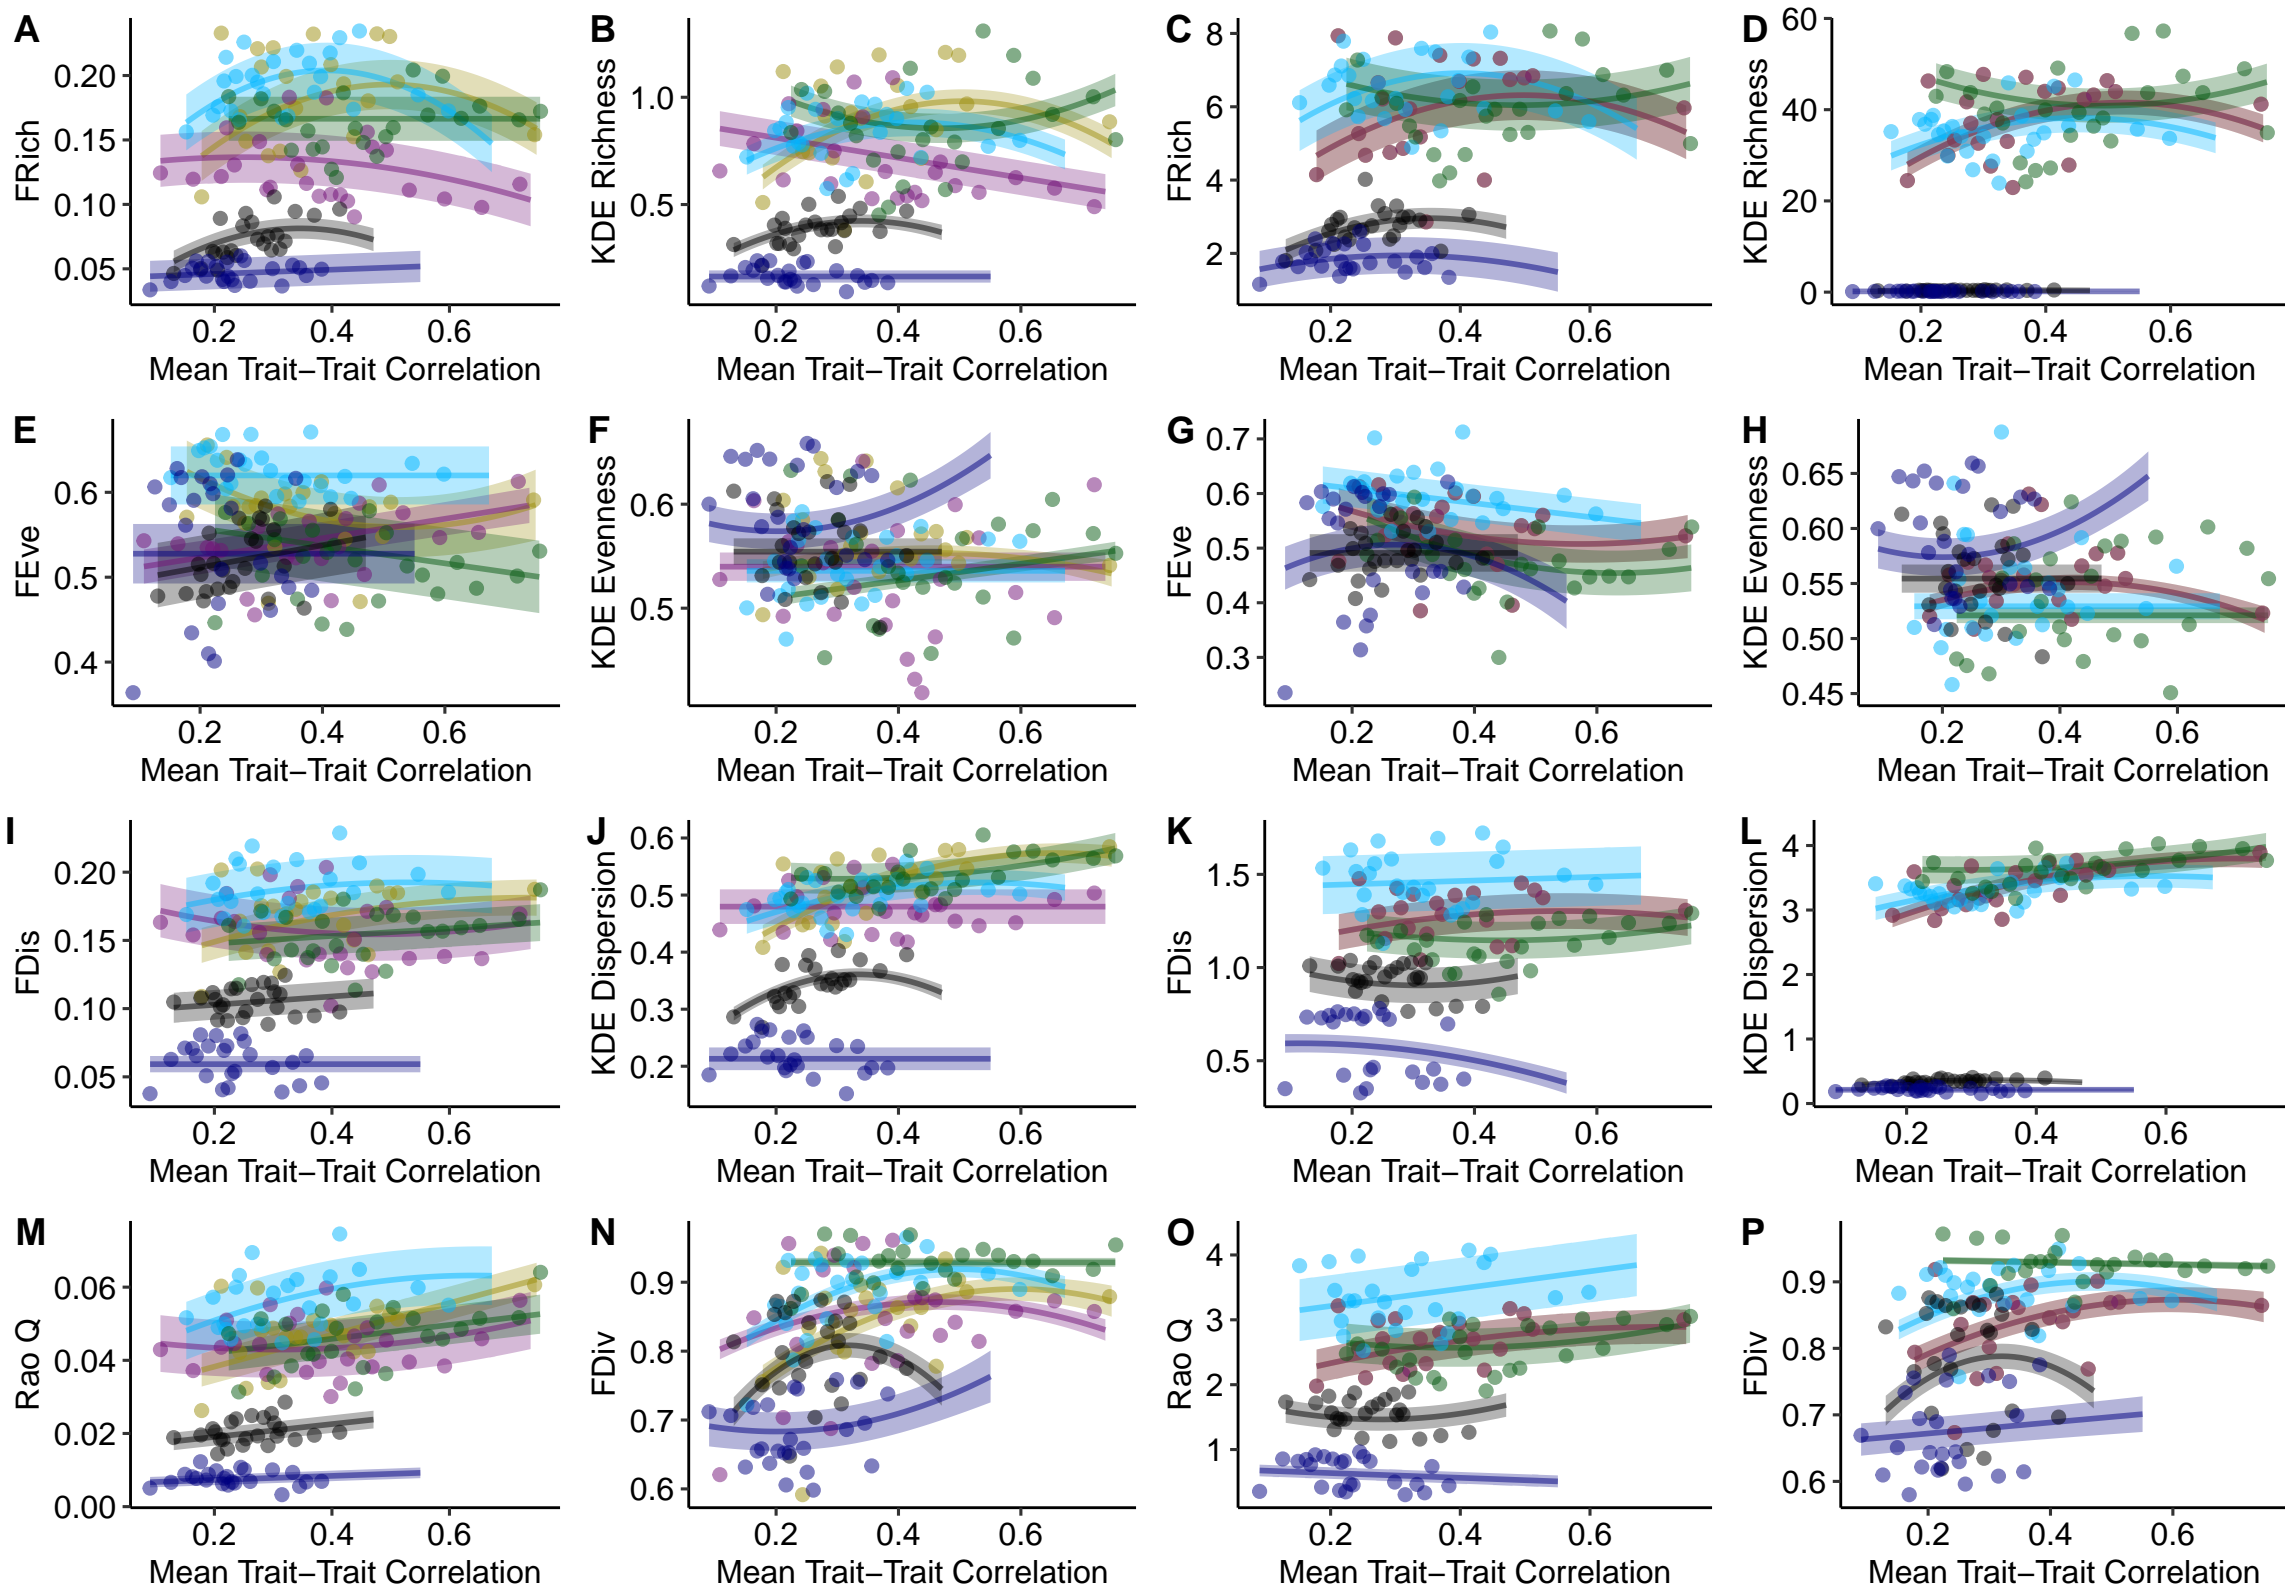 A
FRich
0.20
0.15
0.10
0.05
0.2 0.4 0.6
Mean Trait−Trait Correlation
B
KDE Richness
1.0
0.5
0.2 0.4 0.6
Mean Trait−Trait Correlation
C
FRich
8
6
4
2
0.2 0.4 0.6
Mean Trait−Trait Correlation
D
KDE Richness
60
40
20
0
0.2 0.4 0.6
Mean Trait−Trait Correlation
E
FEve
0.6
0.5
0.4
0.2 0.4 0.6
Mean Trait−Trait Correlation
F
KDE Evenness
0.6
0.5
0.2 0.4 0.6
Mean Trait−Trait Correlation
G
FEve
0.7
0.6
0.5
0.4
0.3
0.2 0.4 0.6
Mean Trait−Trait Correlation
H
KDE Evenness
0.65
0.60
0.55
0.50
0.45
0.2 0.4 0.6
Mean Trait−Trait Correlation
I
FDis
0.20
0.15
0.10
0.05
0.2 0.4 0.6
Mean Trait−Trait Correlation
J
KDE Dispersion
0.6
0.5
0.4
0.3
0.2
0.2 0.4 0.6
Mean Trait−Trait Correlation
K
FDis
1.5
1.0
0.5
0.2 0.4 0.6
Mean Trait−Trait Correlation
L
KDE Dispersion
4
3
2
1
0
0.2 0.4 0.6
Mean Trait−Trait Correlation
M
Rao Q
0.06
0.04
0.02
0.00
0.2 0.4 0.6
Mean Trait−Trait Correlation
N
FDiv
0.9
0.8
0.7
0.6
0.2 0.4 0.6
Mean Trait−Trait Correlation
O
Rao Q
4
3
2
1
0.2 0.4 0.6
Mean Trait−Trait Correlation
P
FDiv
0.9
0.8
0.7
0.6
0.2 0.4 0.6
Mean Trait−Trait Correlation